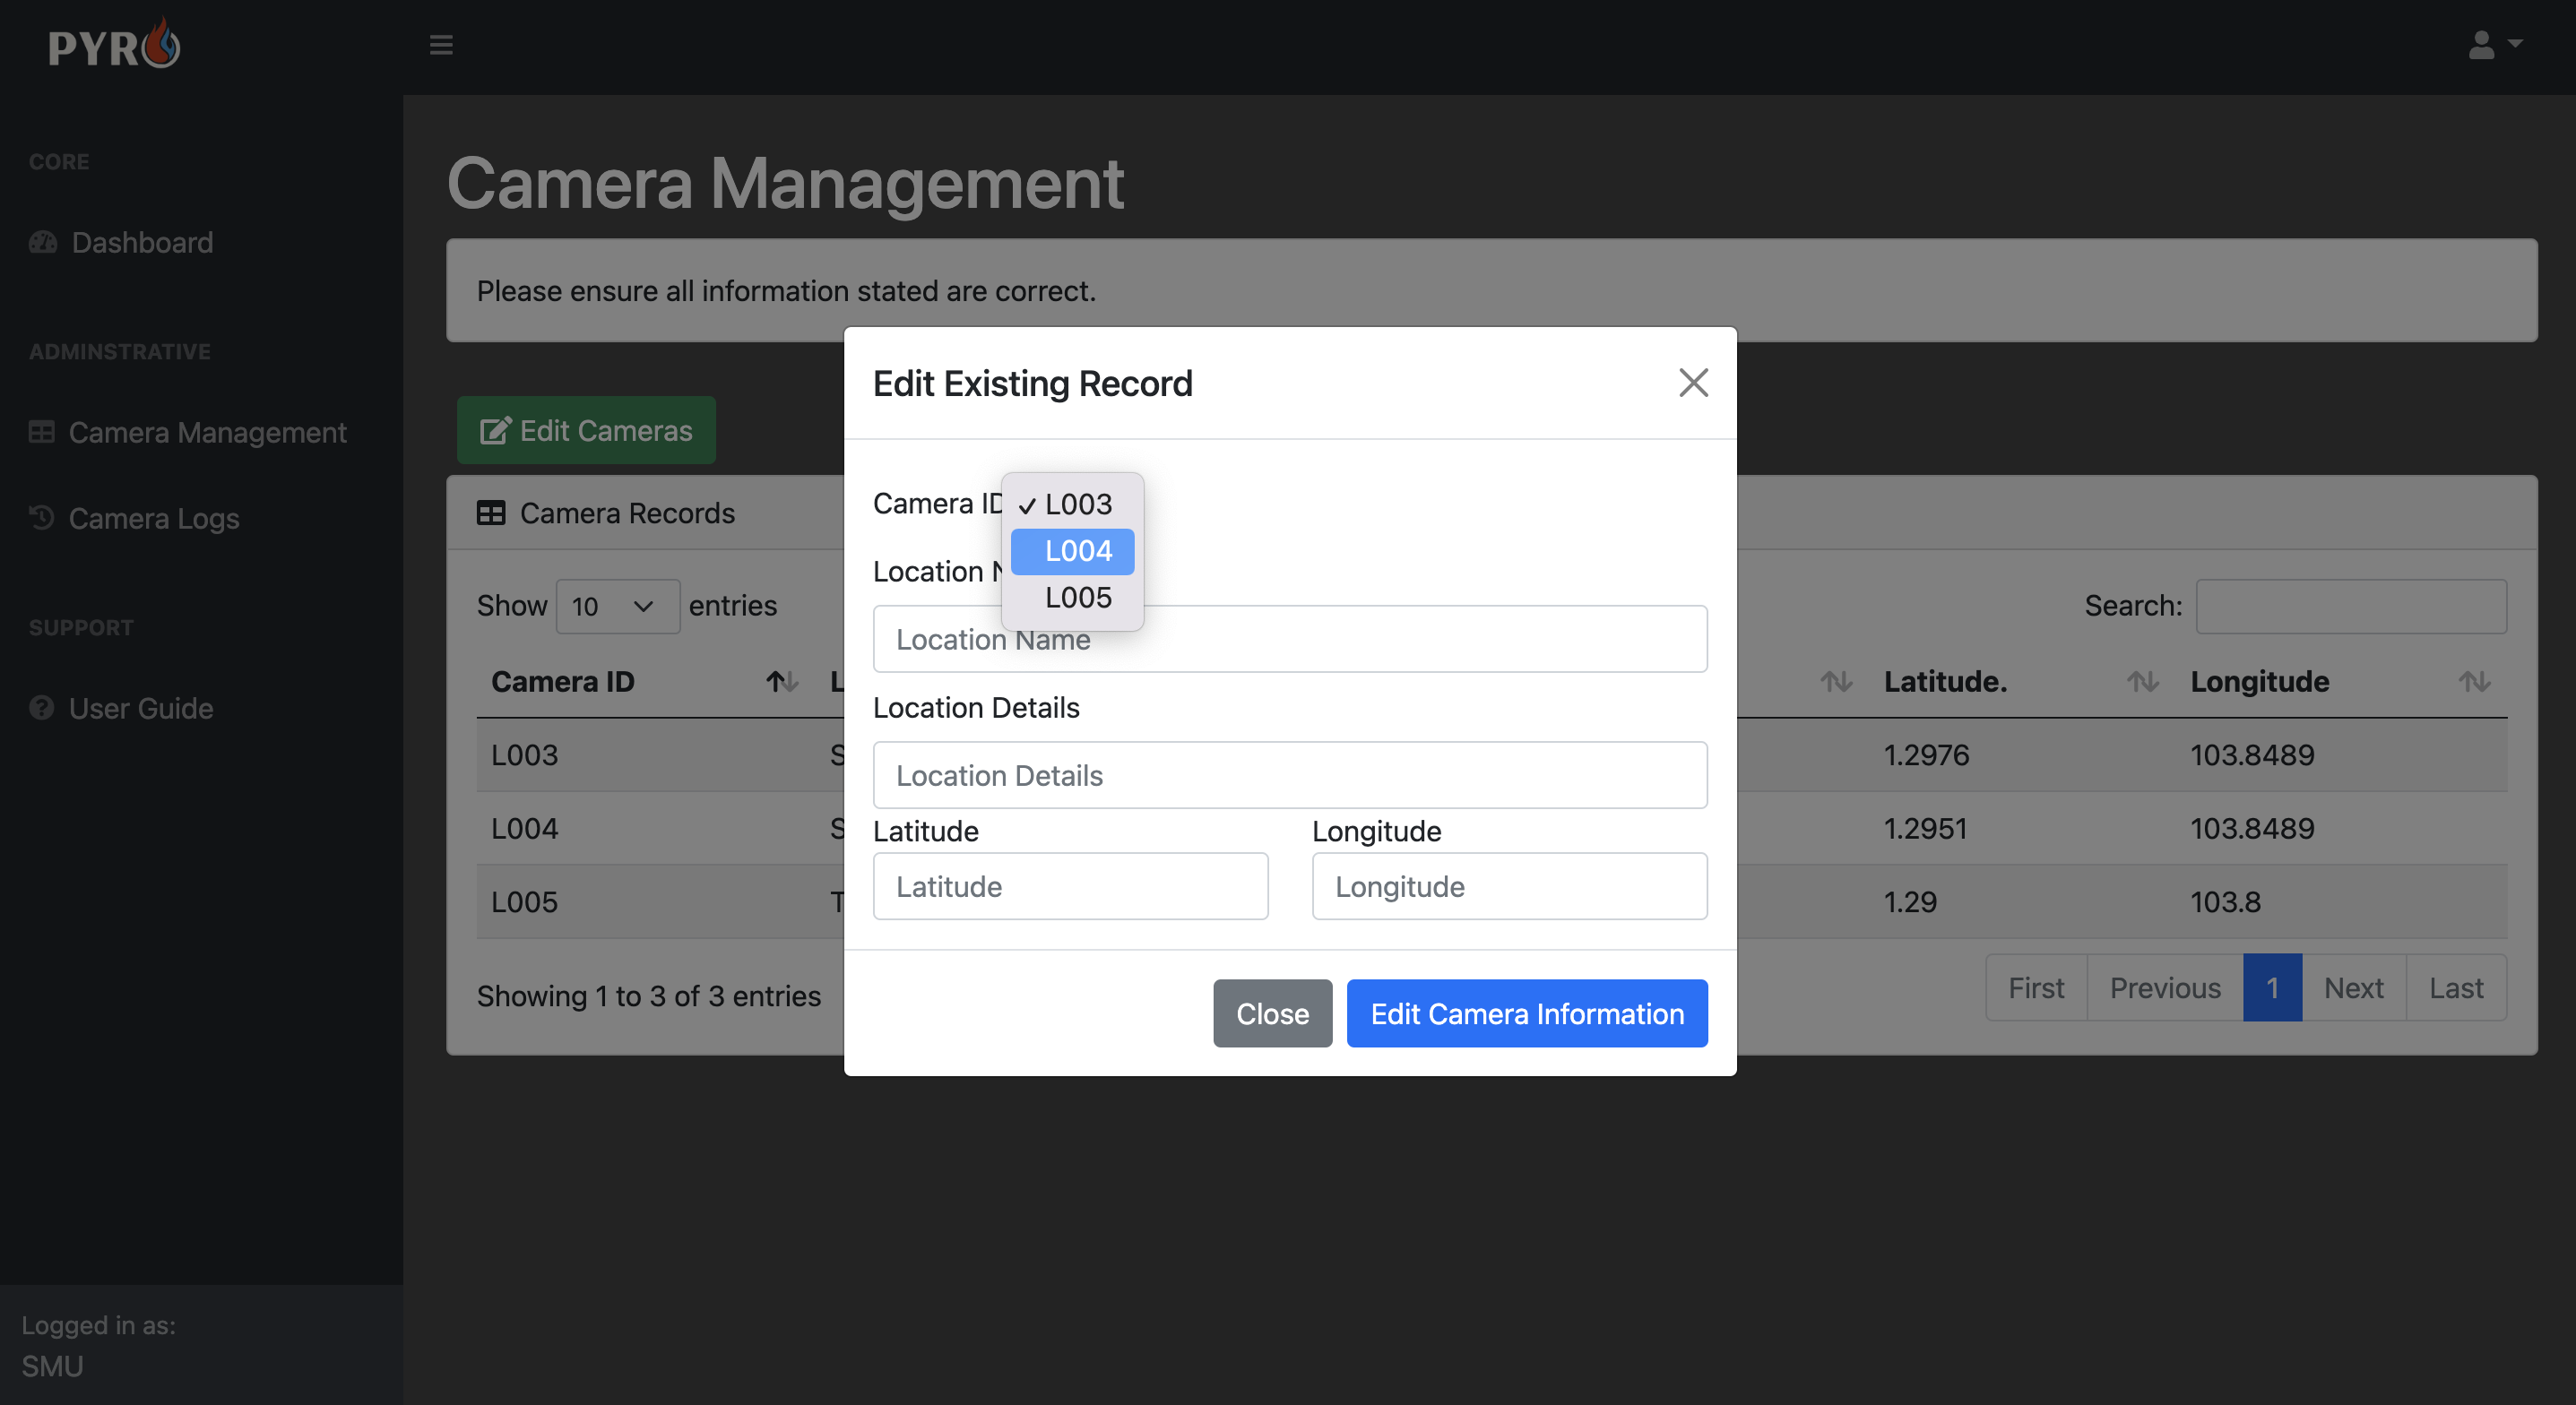 PYRO
CORE
Dashboard
ADMINSTRATIVE
Camera Management
Camera Logs
SUPPORT
User Guide
Logged in as:
SMU
Camera Management
Please ensure all information stated are correct.
Edit Cameras
Camera Records
Show 10 entries
Search:
Camera ID L Latitude. Longitude
L003 S 1.2976 103.8489
L004 S 1.2951 103.8489
L005 T 1.29 103.8
Showing 1 to 3 of 3 entries
First Previous 1 Next Last
Edit Existing Record
Camera ID
✓ L003
L004
L005
Location N
Location Name
Location Details
Location Details
Latitude Longitude
Latitude Longitude
Close Edit Camera Information